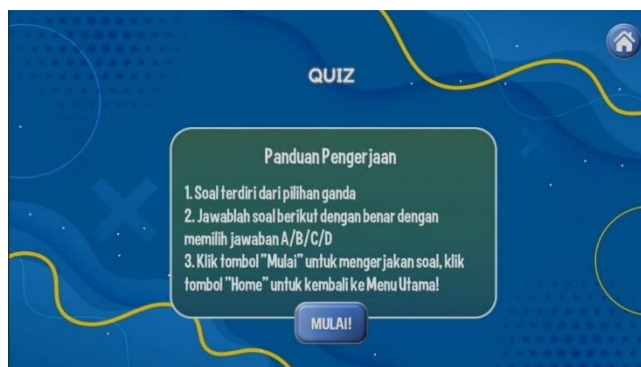 QUIZ
Panduan Pengerjaan
1. Soal terdiri dari pilihan ganda
2. Jawablah soal berikut dengan benar dengan
memilih jawaban A/B/C/D
3. Klik tombol "Mulai" untuk mengerjakan soal, klik
tombol "Home" untuk kembali ke Menu Utama!
MULAI!